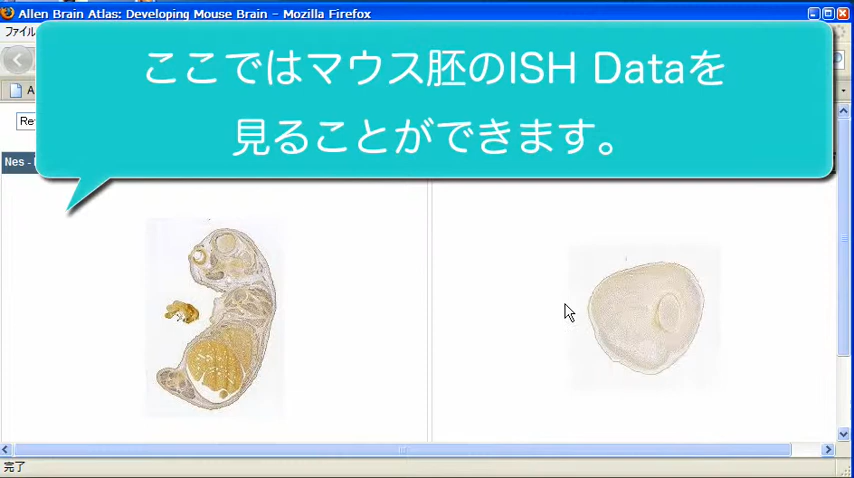 Allen Brain Atlas: Developing Mouse Brain - Mozilla Firefox
ファイル
ここではマウス胚のISH Dataを
見ることができます。
A
Re
Nes -
完了